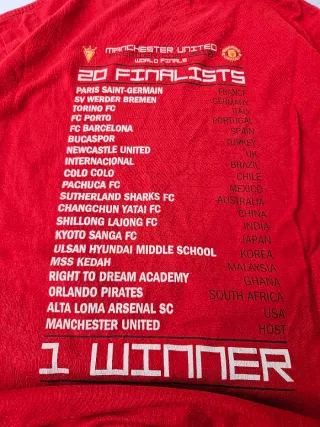 MANCHESTER UNITED
WORLD FINALS
20 FINALISTS
PARIS SAINT-GERMAIN FRANCE
SV WERDER BREMEN GERMANY
TORINO FC ITALY
FC PORTO PORTUGAL
FC BARCELONA SPAIN
BUCASPOR TURKEY
NEWCASTLE UNITED UK
INTERNACIONAL BRAZIL
COLO COLO CHILE
PACHUCA FC MEXICO
SUTHERLAND SHARKS FC AUSTRALIA
CHANGCHUN YATAI FC CHINA
SHILLONG LAJONG FC INDIA
KYOTO SANGA FC JAPAN
ULSAN HYUNDAI MIDDLE SCHOOL KOREA
MSS KEDAH MALAYSIA
RIGHT TO DREAM ACADEMY GHANA
ORLANDO PIRATES SOUTH AFRICA
ALTA LOMA ARSENAL SC USA
MANCHESTER UNITED HOST
1 WINNER